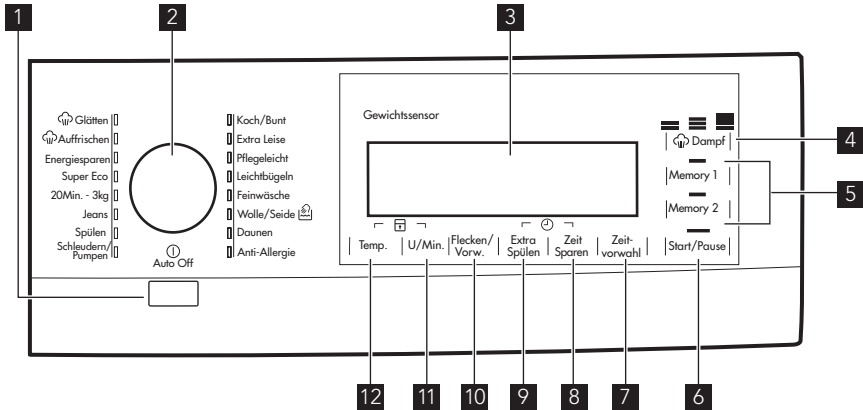 1
2
3
Glätten
Auffrischen
Energiesparen
Super Eco
20Min. - 3kg
Jeans
Spülen
Schleudern/
Pumpen
Auto Off
Koch/Bunt
Extra Leise
Pflegeleicht
Leichtbügeln
Feinwäsche
Wolle/Seide
Daunen
Anti-Allergie
Gewichtssensor
Temp.
U/Min.
Flecken/
Vorw.
Extra
Spülen
Zeit
Sparen
Zeit-
vorwahl
Dampf
Memory 1
Memory 2
Start/Pause
4
5
12
11
10
9
8
7
6